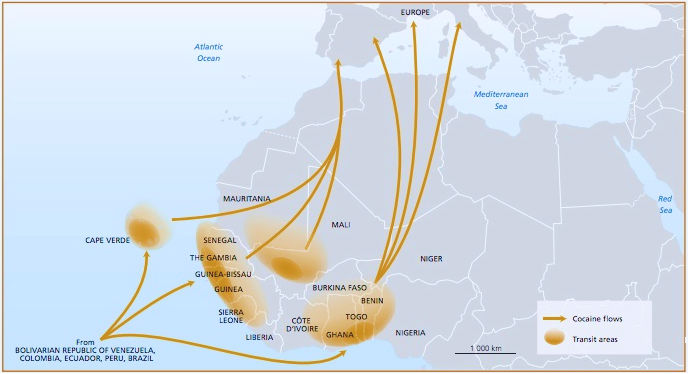 EUROPE
Atlantic
Ocean
Mediterranean
Sea
Red
Sea
MAURITANIA
MALI
NIGER
CAPE VERDE
SENEGAL
THE GAMBIA
GUINEA-BISSAU
GUINEA
SIERRA
LEONE
LIBERIA
CÔTE
D'IVOIRE
BURKINA FASO
BENIN
TOGO
GHANA
NIGERIA
From
BOLIVARIAN REPUBLIC OF VENEZUELA,
COLOMBIA, ECUADOR, PERU, BRAZIL
1 000 km
Cocaine flows
Transit areas